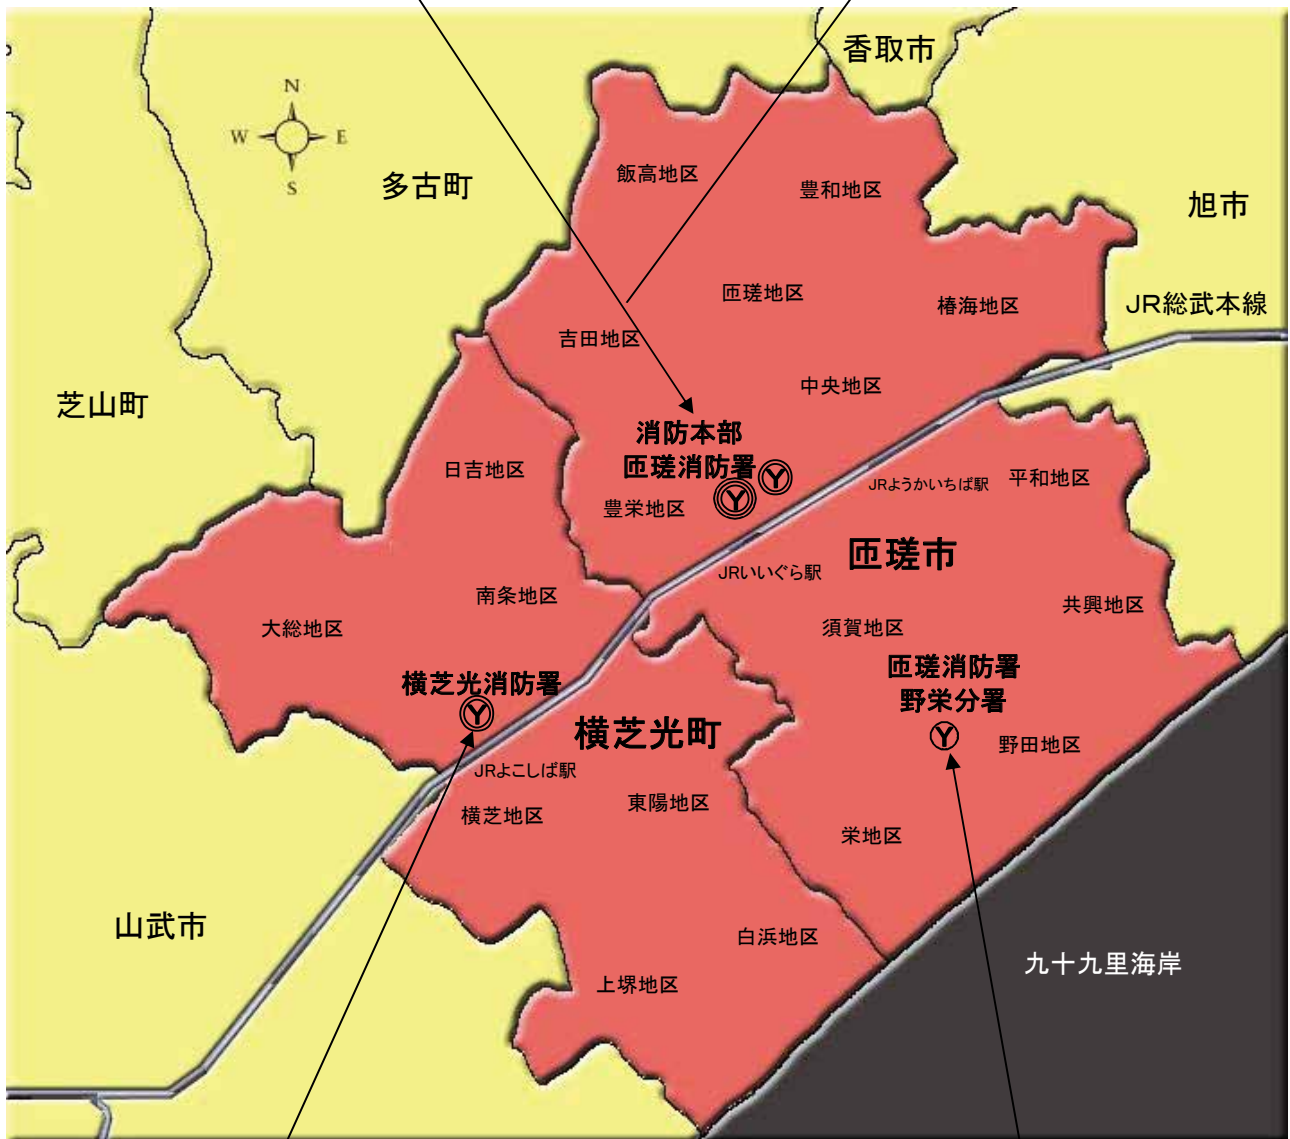 香取市
N
W E
S
多古町
飯高地区
豊和地区
旭市
匝瑳地区
椿海地区
JR総武本線
吉田地区
中央地区
芝山町
消防本部
匝瑳消防署
日吉地区
JRようかいちば駅
平和地区
Y
Y
豊栄地区
匝瑳市
JRいいぐら駅
南条地区
共興地区
大総地区
須賀地区
匝瑳消防署
野栄分署
横芝光消防署
Y
横芝光町
Y
野田地区
JRよこしば駅
東陽地区
横芝地区
栄地区
山武市
白浜地区
九十九里海岸
上堺地区